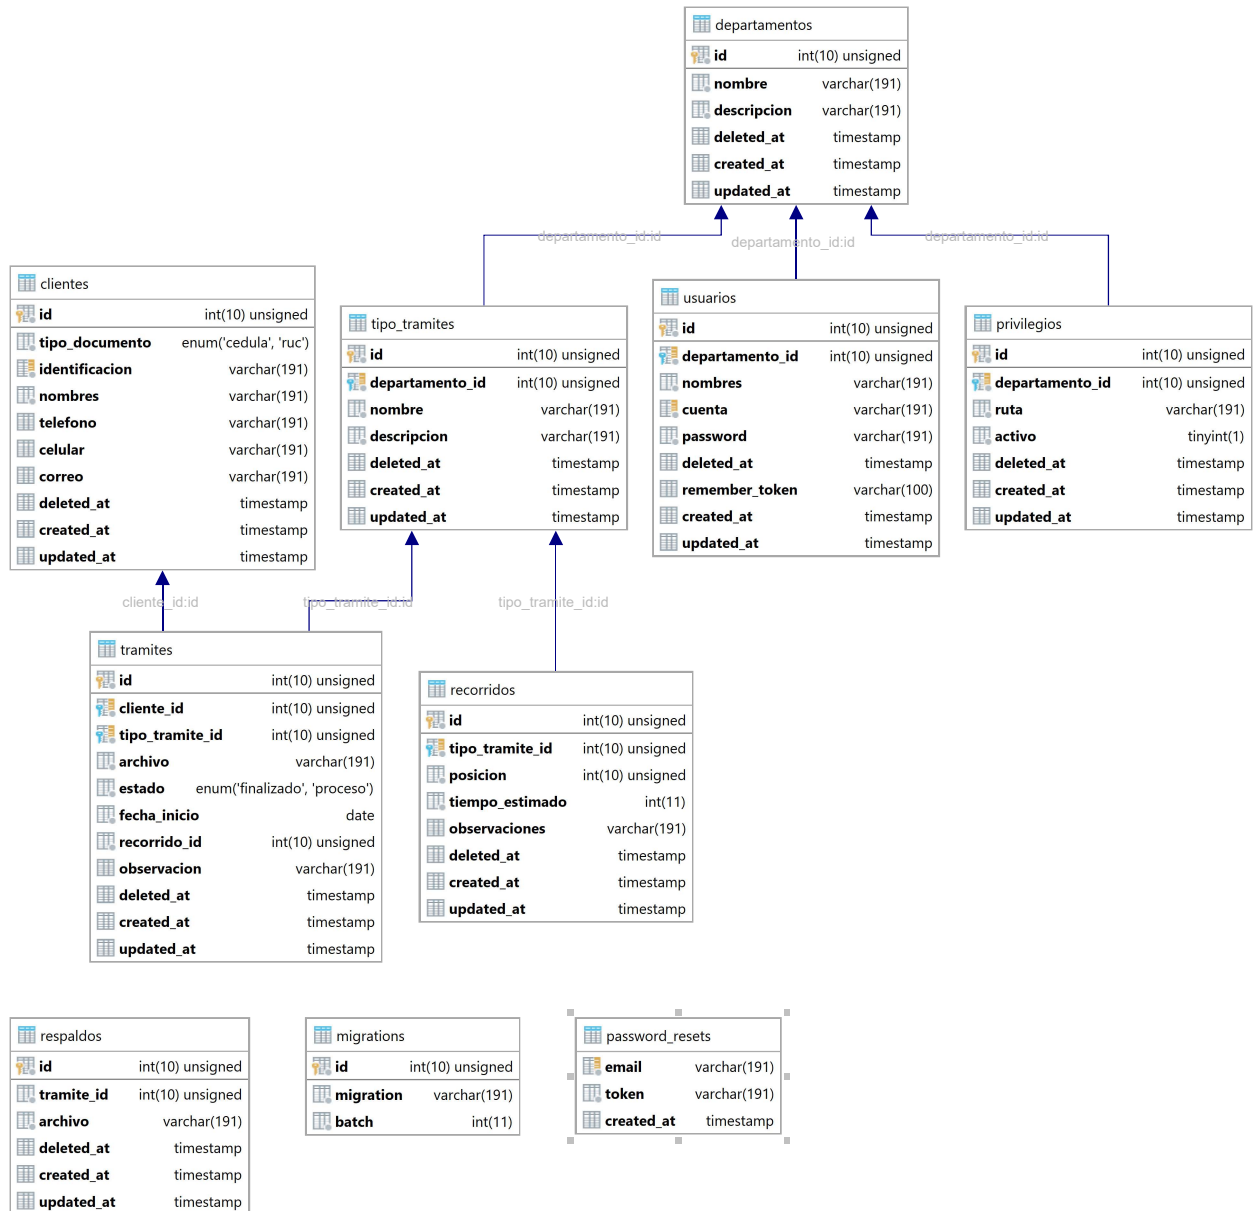 departamentos
id int(10) unsigned
nombre varchar(191)
descripcion varchar(191)
deleted_at timestamp
created_at timestamp
updated_at timestamp
departamento_id:id
departamento_id:id
departamento_id:id
clientes
id int(10) unsigned
tipo_documento enum('cedula', 'ruc')
identificacion varchar(191)
nombres varchar(191)
telefono varchar(191)
celular varchar(191)
correo varchar(191)
deleted_at timestamp
created_at timestamp
updated_at timestamp
tipo_tramites
id int(10) unsigned
departamento_id int(10) unsigned
nombre varchar(191)
descripcion varchar(191)
deleted_at timestamp
created_at timestamp
updated_at timestamp
usuarios
id int(10) unsigned
departamento_id int(10) unsigned
nombres varchar(191)
cuenta varchar(191)
password varchar(191)
deleted_at timestamp
remember_token varchar(100)
created_at timestamp
updated_at timestamp
privilegios
id int(10) unsigned
departamento_id int(10) unsigned
ruta varchar(191)
activo tinyint(1)
deleted_at timestamp
created_at timestamp
updated_at timestamp
cliente_id:id
tipo_tramite_id:id
tipo_tramite_id:id
tramites
id int(10) unsigned
cliente_id int(10) unsigned
tipo_tramite_id int(10) unsigned
archivo varchar(191)
estado enum('finalizado', 'proceso')
fecha_inicio date
recorrido_id int(10) unsigned
observacion varchar(191)
deleted_at timestamp
created_at timestamp
updated_at timestamp
recorridos
id int(10) unsigned
tipo_tramite_id int(10) unsigned
posicion int(10) unsigned
tiempo_estimado int(11)
observaciones varchar(191)
deleted_at timestamp
created_at timestamp
updated_at timestamp
respaldos
id int(10) unsigned
tramite_id int(10) unsigned
archivo varchar(191)
deleted_at timestamp
created_at timestamp
updated_at timestamp
migrations
id int(10) unsigned
migration varchar(191)
batch int(11)
password_resets
email varchar(191)
token varchar(191)
created_at timestamp